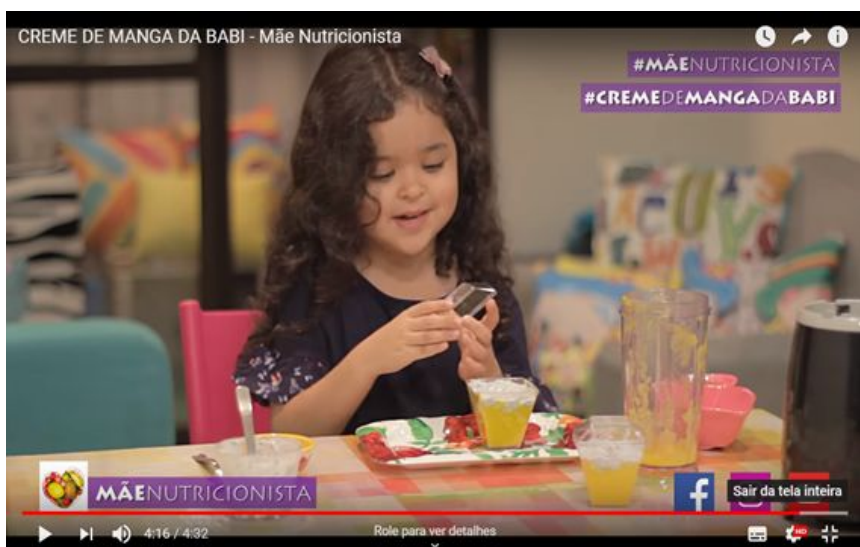 CREME DE MANGA DA BABI - Mãe Nutricionista
#MÃENUTRICIONISTA
#CREMEDEMANGADABABI
MÃENUTRICIONISTA
f
Sair da tela inteira
4:16 / 4:32
Role para ver detalhes
HD